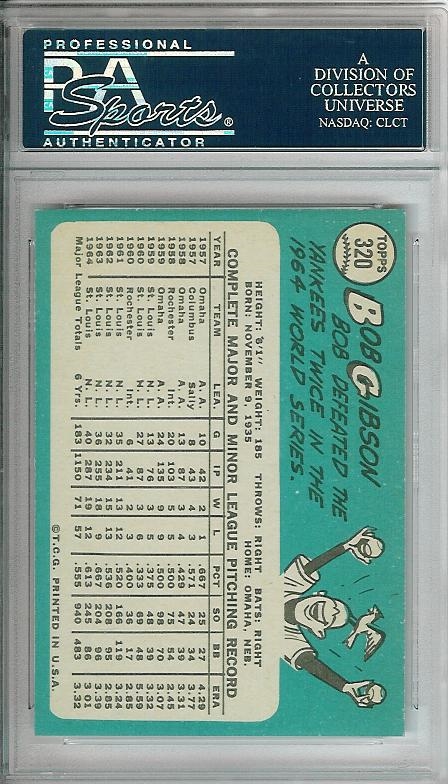 PROFESSIONAL
PSA
Sports®
AUTHENTICATOR
A
DIVISION OF
COLLECTORS
UNIVERSE
NASDAQ: CLCT
TOPPS
320
BOB GIBSON
BOB DEFEATED THE
YANKEES TWICE IN THE
1964 WORLD SERIES.
HEIGHT: 6'1" WEIGHT: 185 THROWS: RIGHT BATS: RIGHT
BORN: NOVEMBER 9, 1935 HOME: OMAHA, NEB.
COMPLETE MAJOR AND MINOR LEAGUE PITCHING RECORD
YEAR TEAM LEA. G IP W L PCT SO BB ERA
1957 Omaha A.A. 10 42 2 1 .667 25 27 4.29
1957 Columbus Sally 8 43 4 3 .571 24 34 3.77
1958 Omaha A.A. 13 87 3 4 .429 47 39 3.31
1958 Rochester Int. 20 103 5 5 .500 75 54 2.45
1959 Omaha A.A. 24 135 9 9 .500 98 70 3.07
1959 St. Louis N.L. 13 76 3 5 .375 48 39 3.32
1960 St. Louis N.L. 27 87 3 6 .333 69 48 5.59
1960 Rochester Int. 6 41 2 3 .400 36 17 2.85
1961 St. Louis N.L. 35 211 13 12 .520 166 119 3.24
1962 St. Louis N.L. 32 234 15 13 .536 208 95 2.85
1963 St. Louis N.L. 36 255 18 9 .667 204 96 3.39
1964 St. Louis N.L. 40 287 19 12 .613 245 86 3.01
Major League Totals 6 Yrs. 183 1150 71 57 .555 940 483 3.32
©T.C.G. PRINTED IN U.S.A.